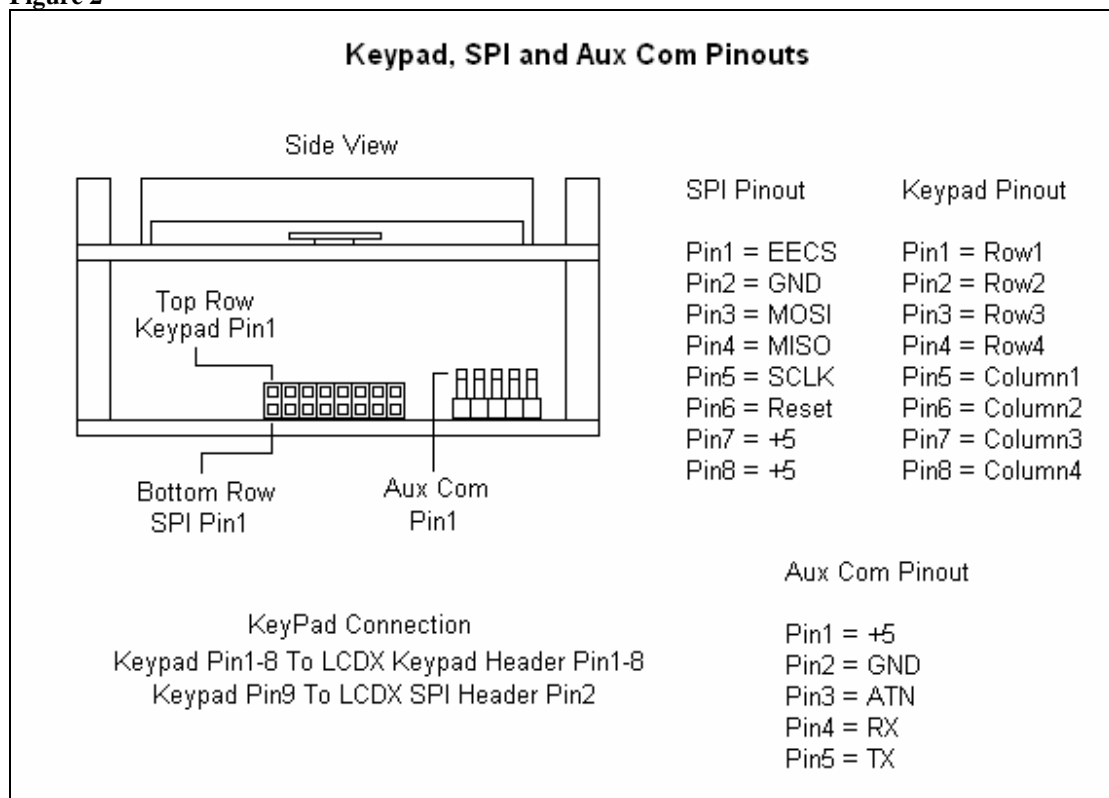 Figure 2
Keypad, SPI and Aux Com Pinouts
Side View
Top Row
Keypad Pin1
Bottom Row
SPI Pin1
Aux Com
Pin1
SPI Pinout
Pin1 = EECS
Pin2 = GND
Pin3 = MOSI
Pin4 = MISO
Pin5 = SCLK
Pin6 = Reset
Pin7 = +5
Pin8 = +5
Keypad Pinout
Pin1 = Row1
Pin2 = Row2
Pin3 = Row3
Pin4 = Row4
Pin5 = Column1
Pin6 = Column2
Pin7 = Column3
Pin8 = Column4
KeyPad Connection
Keypad Pin1-8 To LCDX Keypad Header Pin1-8
Keypad Pin9 To LCDX SPI Header Pin2
Aux Com Pinout
Pin1 = +5
Pin2 = GND
Pin3 = ATN
Pin4 = RX
Pin5 = TX